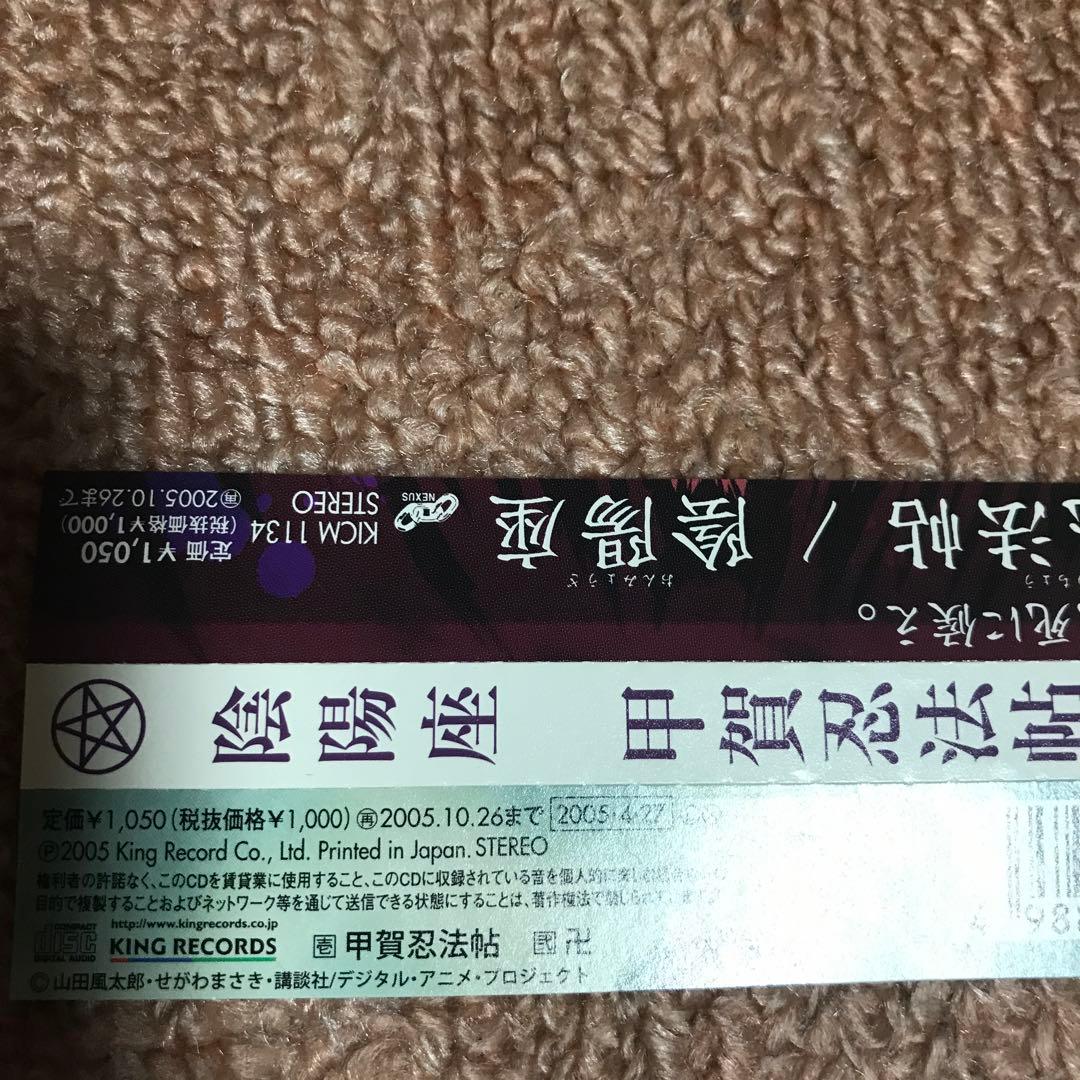 法帖 / 陰陽座
おんみょうざ
死に候え。
NEXUS
KICM 1134
STEREO
定価￥1,050
(税抜価格￥1,000)
㊢2005.10.26まで
陰陽座 甲賀忍法帖
定価￥1,050(税抜価格￥1,000)㊢2005.10.26まで 2005・4・27
Ⓟ2005 King Record Co., Ltd. Printed in Japan. STEREO
権利者の許諾なく、このCDを賃貸業に使用すること、このCDに収録されている音を個人的に楽しむ
目的で複製することおよびネットワーク等を通じて送信できる状態にすることは、著作権法で禁じられ
http://www.kingrecords.co.jp
COMPACT disc DIGITAL AUDIO
KING RECORDS
壱 甲賀忍法帖 弐 卍
©山田風太郎・せがわまさき・講談社/デジタル・アニメ・プロジェクト